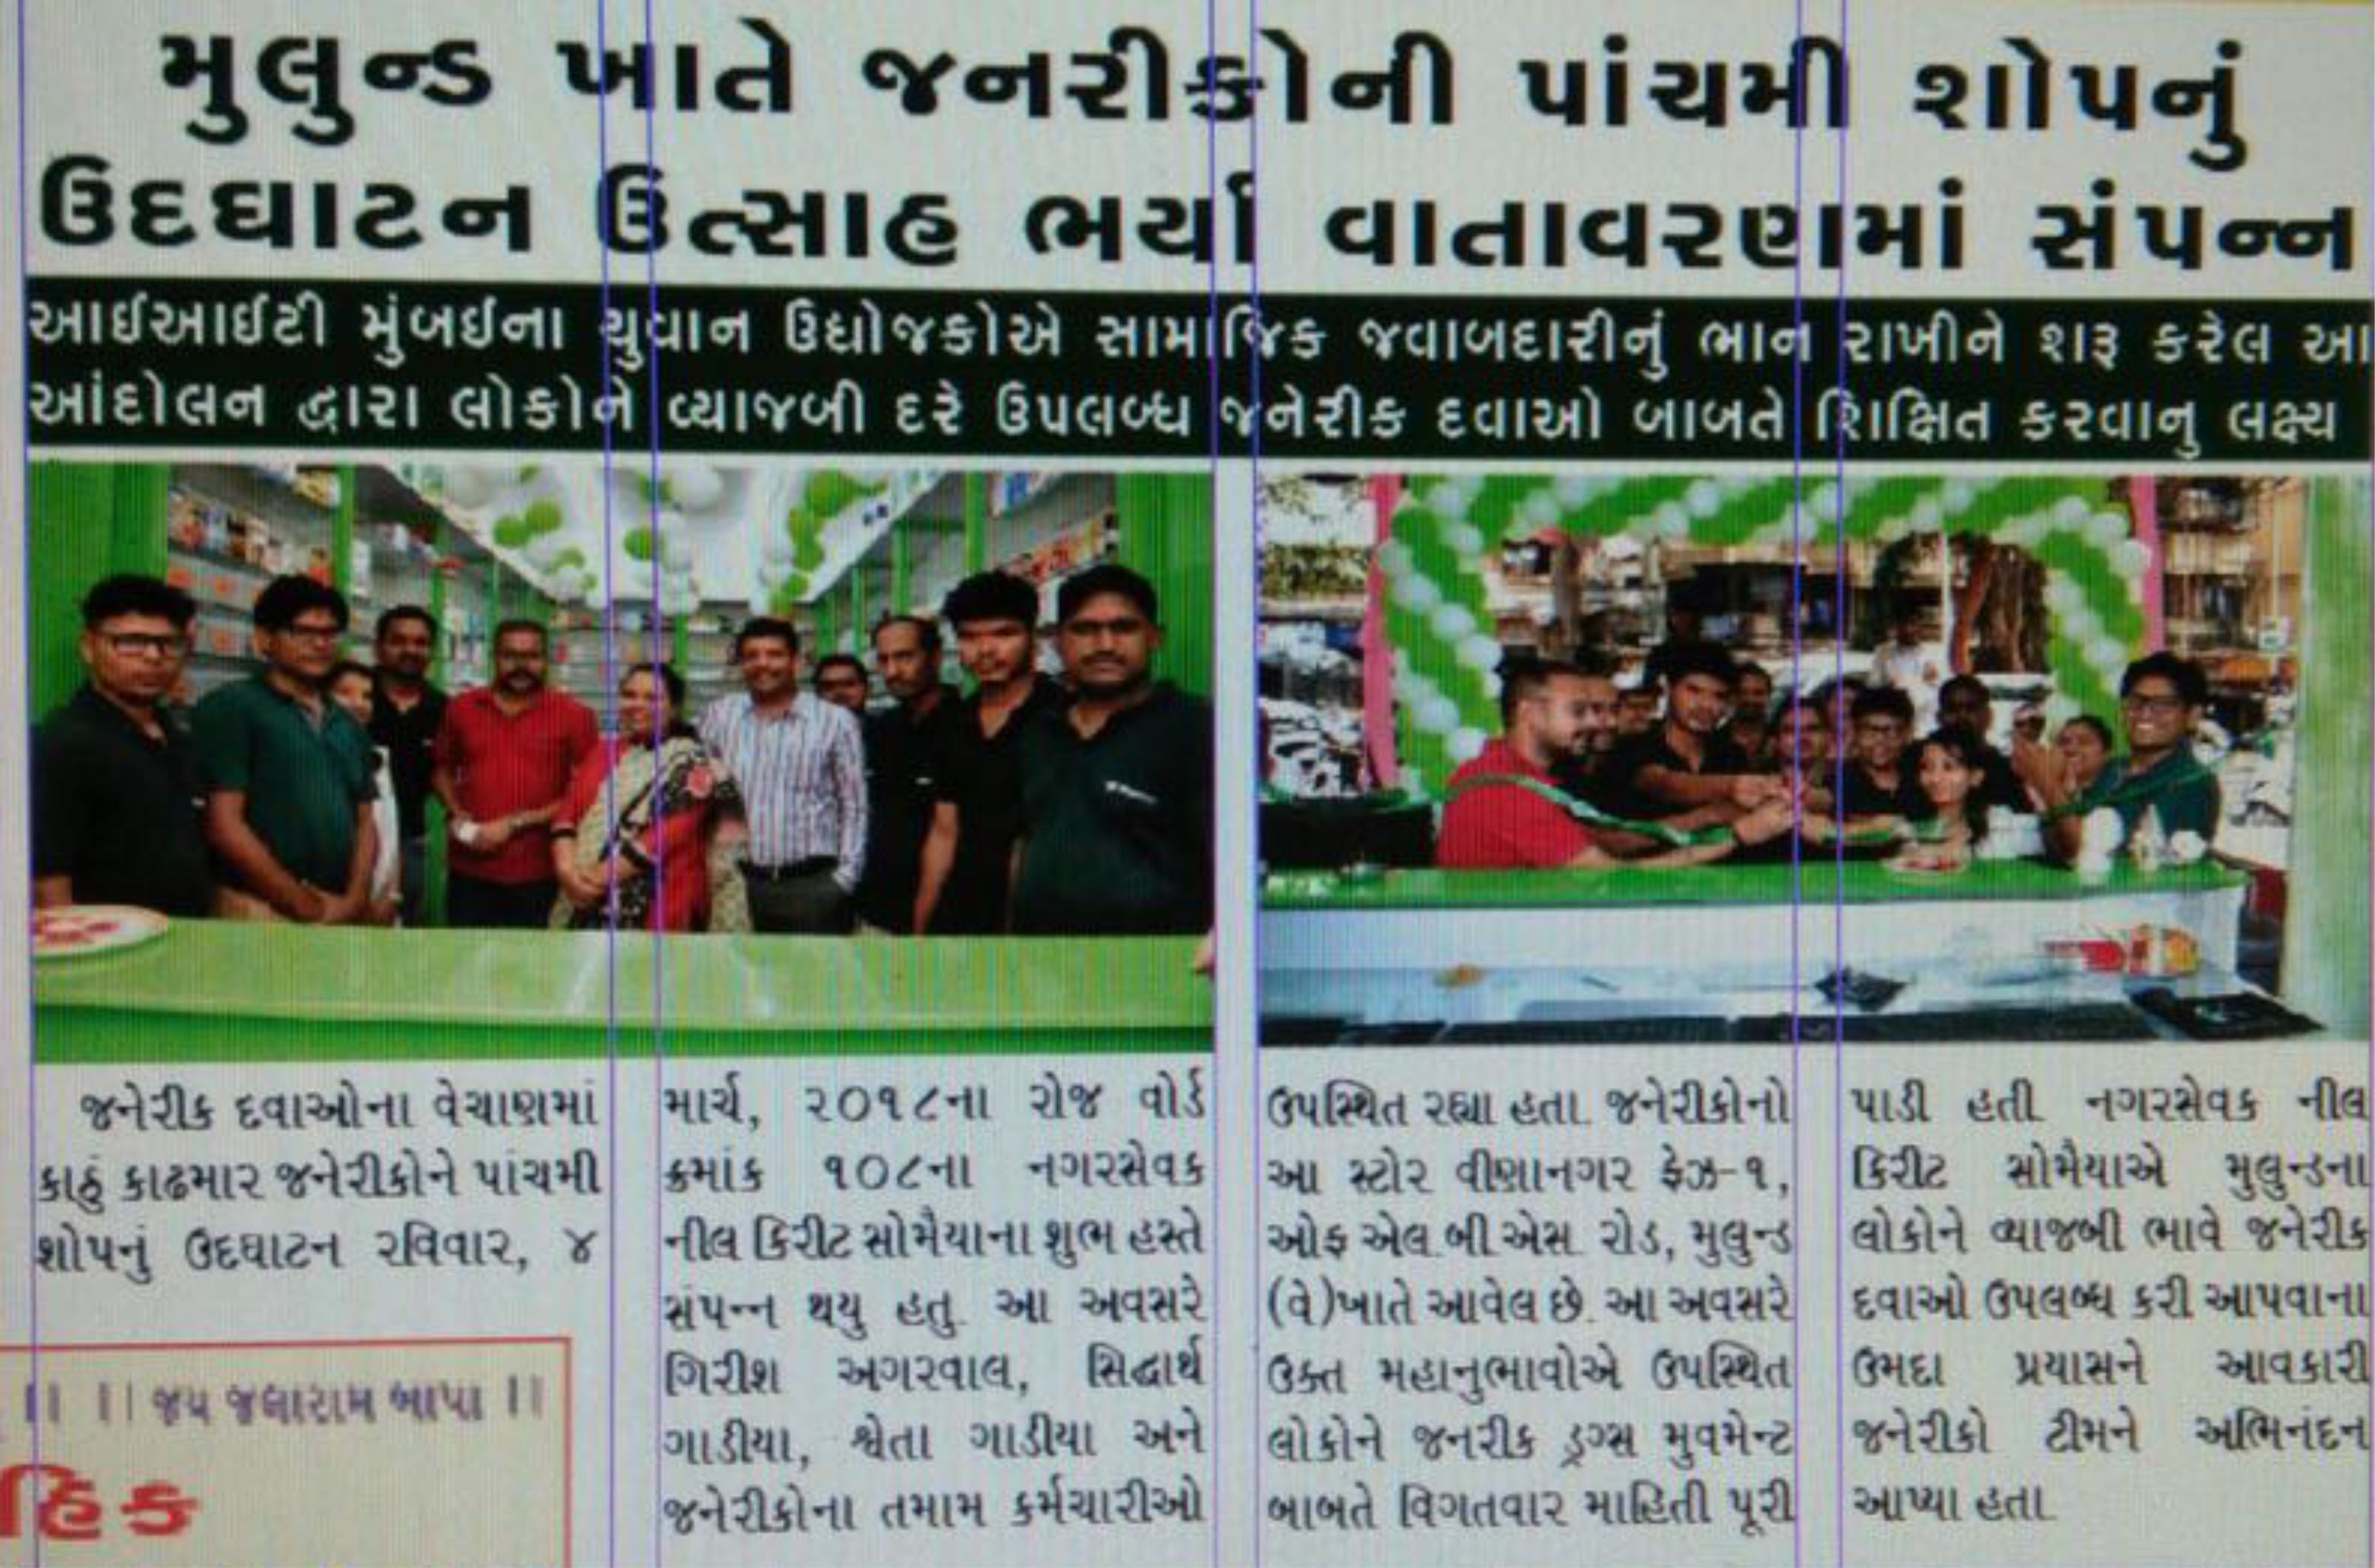 મુલુન્ડ ખાતે જનરીકોની પાંચમી શોપનું
ઉદઘાટન ઉત્સાહ ભર્યા વાતાવરણમાં સંપન્ન
આઈઆઈટી મુંબઈના યુવાન ઉદ્યોજકોએ સામાજિક જવાબદારીનું ભાન રાખીને શરૂ કરેલ આ
આંદોલન દ્વારા લોકોને વ્યાજબી દરે ઉપલબ્ધ જનેરીક દવાઓ બાબતે શિક્ષિત કરવાનુ લક્ષ્ય
જનેરીક દવાઓના વેચાણમાં
કાઠું કાઢમાર જનેરીકોને પાંચમી
શોપનું ઉદઘાટન રવિવાર, ૪
માર્ચ, ૨૦૧૮ના રોજ વોર્ડ
ક્રમાંક ૧૦૮ના નગરસેવક
નીલ કિરીટ સોમૈયાના શુભ હસ્તે
સંપન્ન થયુ હતુ. આ અવસરે
ગિરીશ અગરવાલ, સિદ્ધાર્થ
ગાડીયા, શ્વેતા ગાડીયા અને
જનેરીકોના તમામ કર્મચારીઓ
ઉપસ્થિત રહ્યા હતા. જનેરીકોનો
આ સ્ટોર વીણાનગર ફેઝ-૧,
ઓફ એલ.બી.એસ. રોડ, મુલુન્ડ
(વે)ખાતે આવેલ છે. આ અવસરે
ઉક્ત મહાનુભાવોએ ઉપસ્થિત
લોકોને જનરીક ડ્રગ્સ મુવમેન્ટ
બાબતે વિગતવાર માહિતી પૂરી
પાડી હતી. નગરસેવક નીલ
કિરીટ સોમૈયાએ મુલુન્ડના
લોકોને વ્યાજબી ભાવે જનેરીક
દવાઓ ઉપલબ્ધ કરી આપવાના
ઉમદા પ્રયાસને આવકારી
જનેરીકો ટીમને અભિનંદન
આપ્યા હતા.
|| || જય જલારામ બાપા ||
હિક